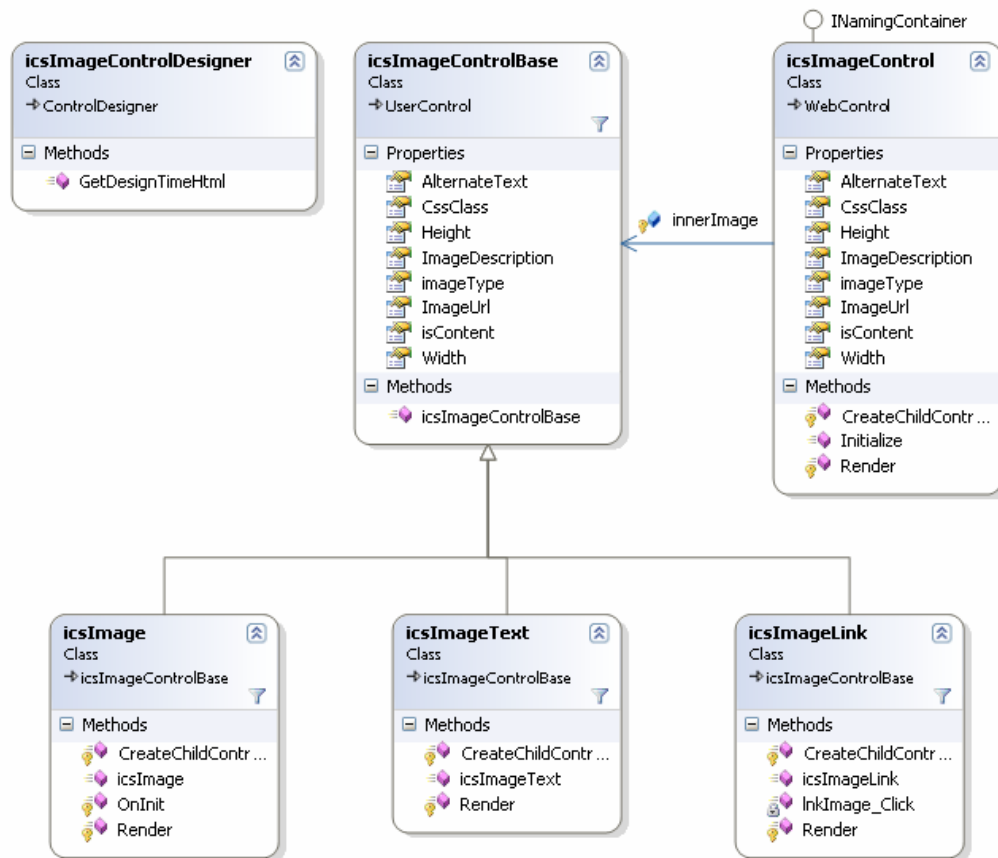 INamingContainer
icsImageControlDesigner
Class
ControlDesigner
Methods
GetDesignTimeHtml
icsImageControlBase
Class
UserControl
Properties
AlternateText
CssClass
Height
ImageDescription
imageType
ImageUrl
isContent
Width
Methods
icsImageControlBase
innerImage
icsImageControl
Class
WebControl
Properties
AlternateText
CssClass
Height
ImageDescription
imageType
ImageUrl
isContent
Width
Methods
CreateChildContr ...
Initialize
Render
icsImage
Class
icsImageControlBase
Methods
CreateChildContr ...
icsImage
OnInit
Render
icsImageText
Class
icsImageControlBase
Methods
CreateChildContr ...
icsImageText
Render
icsImageLink
Class
icsImageControlBase
Methods
CreateChildContr ...
icsImageLink
lnkImage_Click
Render